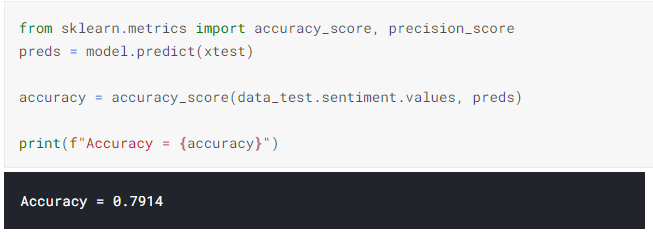 from sklearn.metrics import accuracy_score, precision_score
preds = model.predict(xtest)
accuracy = accuracy_score(data_test.sentiment.values, preds)
print(f"Accuracy = {accuracy}")
Accuracy = 0.7914